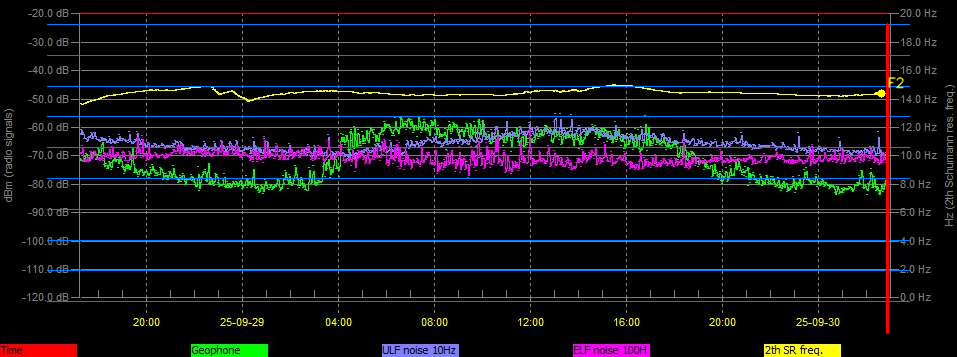 -20.0 dB 20.0 Hz
-30.0 dB 18.0 Hz
-40.0 dB 16.0 Hz
F2
-50.0 dB 14.0 Hz
-60.0 dB 12.0 Hz
-70.0 dB 10.0 Hz
-80.0 dB 8.0 Hz
-90.0 dB 6.0 Hz
-100.0 dB 4.0 Hz
-110.0 dB 2.0 Hz
-120.0 dB 0.0 Hz
dBm (radio signals)
Hz (2th Schumann res. freq.)
20:00 25-09-29 04:00 08:00 12:00 16:00 20:00 25-09-30
Time Geophone ULF noise 10Hz ELF noise 100H 2th SR freq.